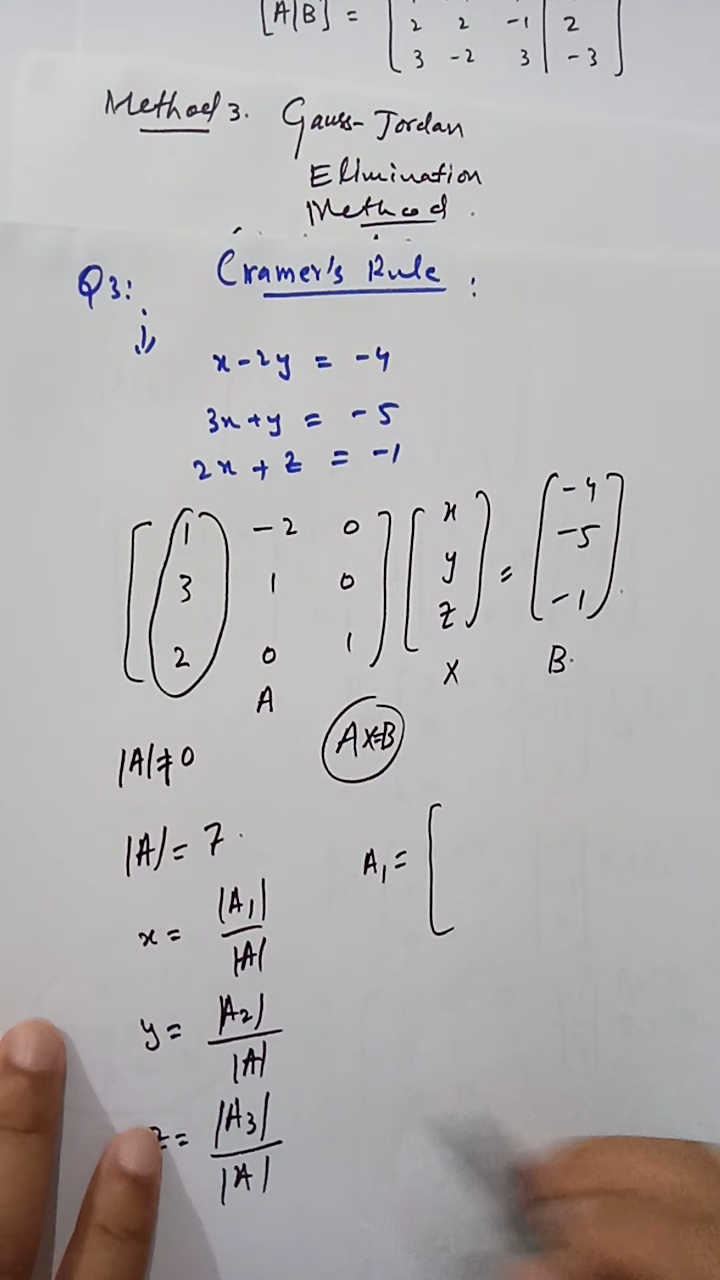 [A|B] =
2 2 -1 2
3 -2 3 -3
Method 3. Gauss-Jordan
Elimination
Method.
Q3: Cramer's Rule :
i)
x - 2y = -4
3x + y = -5
2x + z = -1
1 -2 0 x -4
3 1 0 y = -5
2 0 1 z -1
A X B.
|A| ≠ 0 AX=B
|A| = 7. A₁ = [
x = |A₁| / |A|
y = |A₂| / |A|
z = |A₃| / |A|